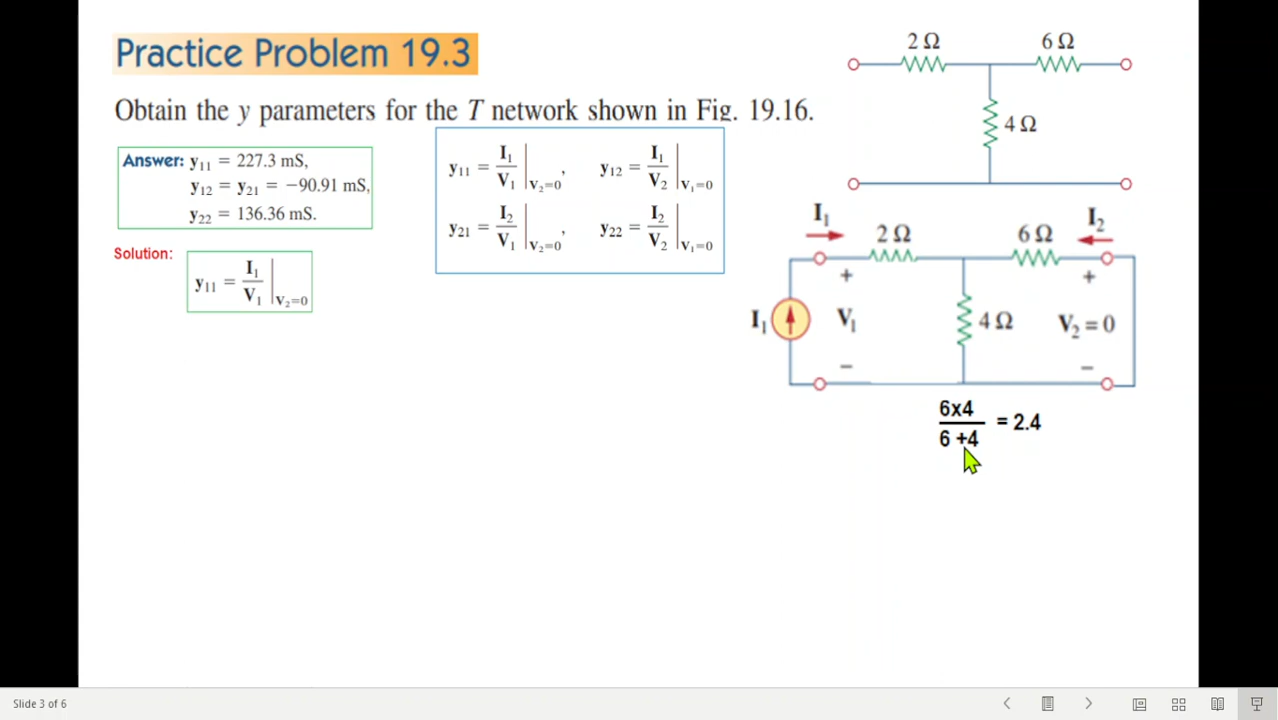 Practice Problem 19.3
Obtain the y parameters for the T network shown in Fig. 19.16.
Answer: y11 = 227.3 mS,
y12 = y21 = −90.91 mS,
y22 = 136.36 mS.
y11 = I1/V1 |V2=0, y12 = I1/V2 |V1=0
y21 = I2/V1 |V2=0, y22 = I2/V2 |V1=0
Solution:
y11 = I1/V1 |V2=0
2 Ω 6 Ω
4 Ω
I1 I2
2 Ω 6 Ω
+ +
I1 V1 4 Ω V2 = 0
− −
6x4
6 +4
= 2.4
Slide 3 of 6